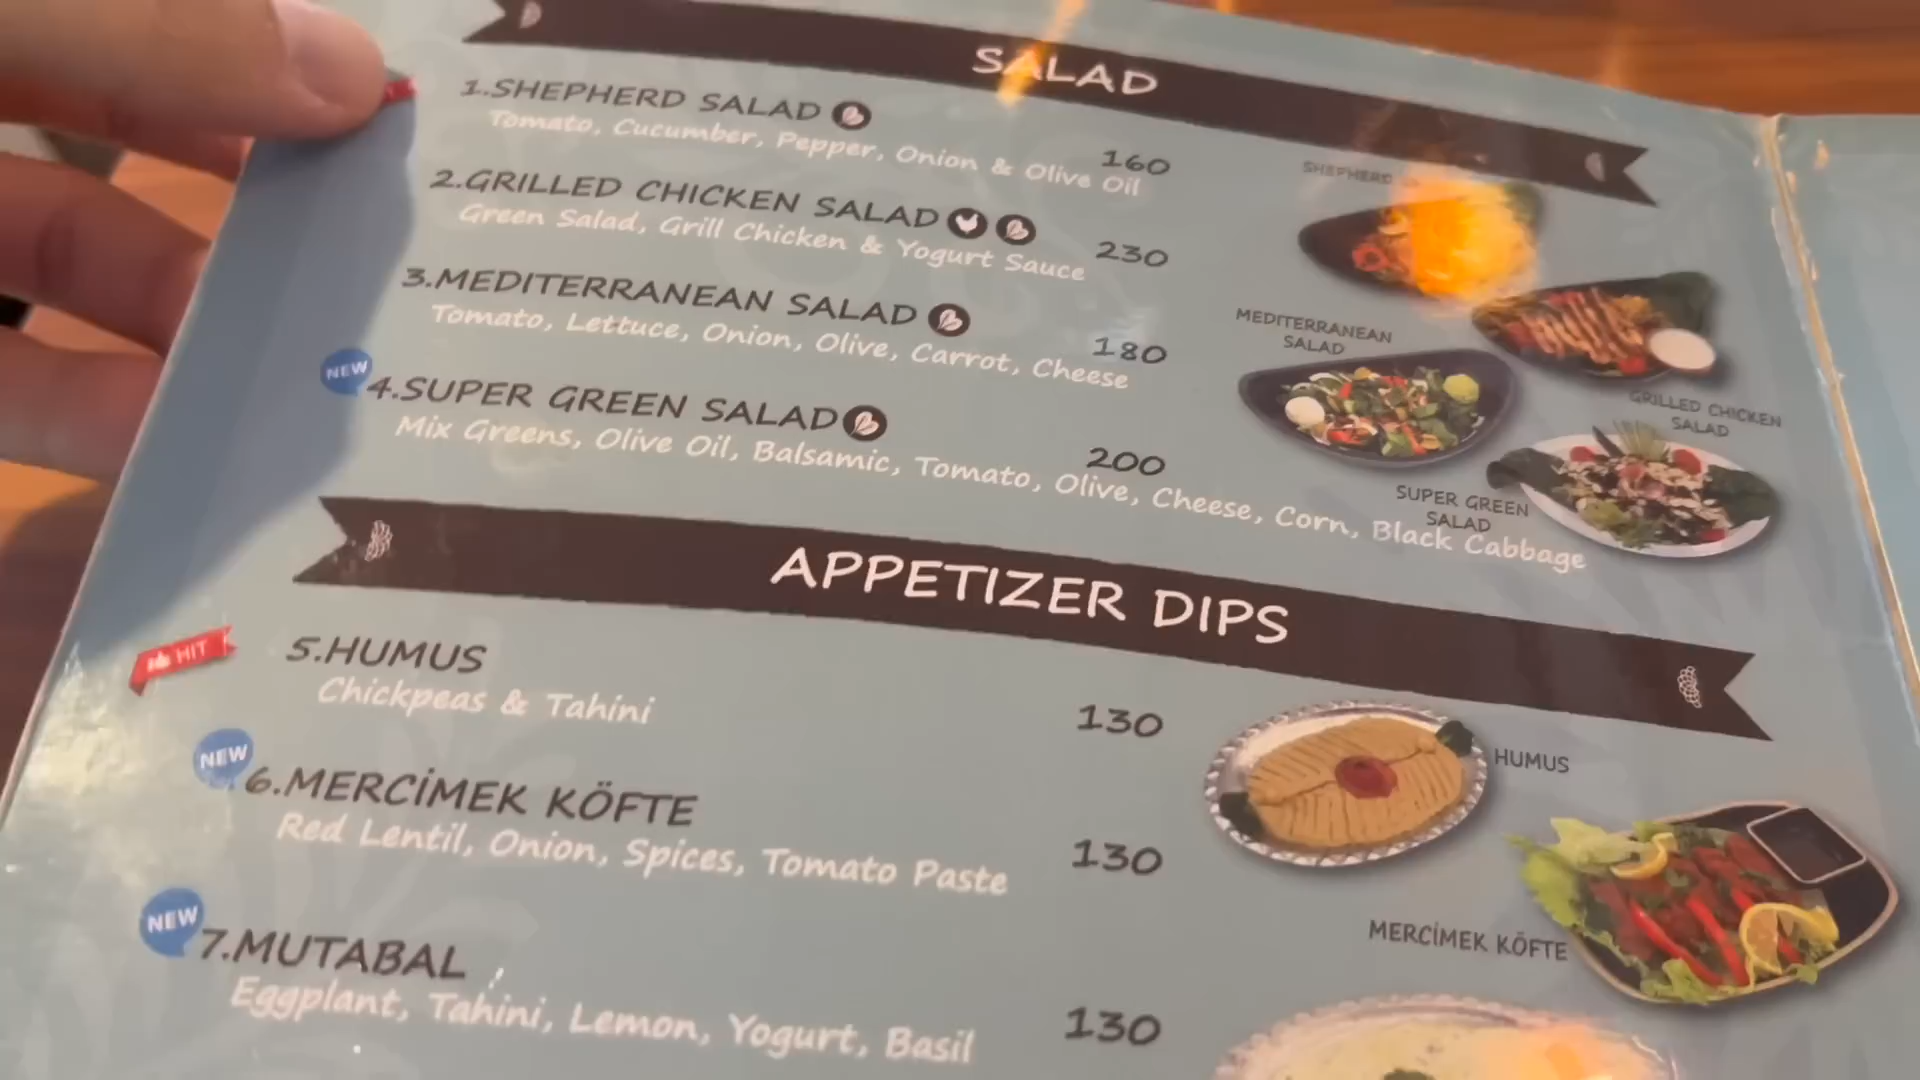 SALAD
1.SHEPHERD SALAD
160
Tomato, Cucumber, Pepper, Onion & Olive Oil
2.GRILLED CHICKEN SALAD
230
Green Salad, Grill Chicken & Yogurt Sauce
3.MEDITERRANEAN SALAD
180
Tomato, Lettuce, Onion, Olive, Carrot, Cheese
NEW
4.SUPER GREEN SALAD
200
Mix Greens, Olive Oil, Balsamic, Tomato, Olive, Cheese, Corn, Black Cabbage
SHEPHERD
MEDITERRANEAN
SALAD
GRILLED CHICKEN
SALAD
SUPER GREEN
SALAD
APPETIZER DIPS
HIT
5.HUMUS
130
Chickpeas & Tahini
HUMUS
NEW
6.MERCİMEK KÖFTE
130
Red Lentil, Onion, Spices, Tomato Paste
MERCİMEK KÖFTE
NEW
7.MUTABAL
130
Eggplant, Tahini, Lemon, Yogurt, Basil